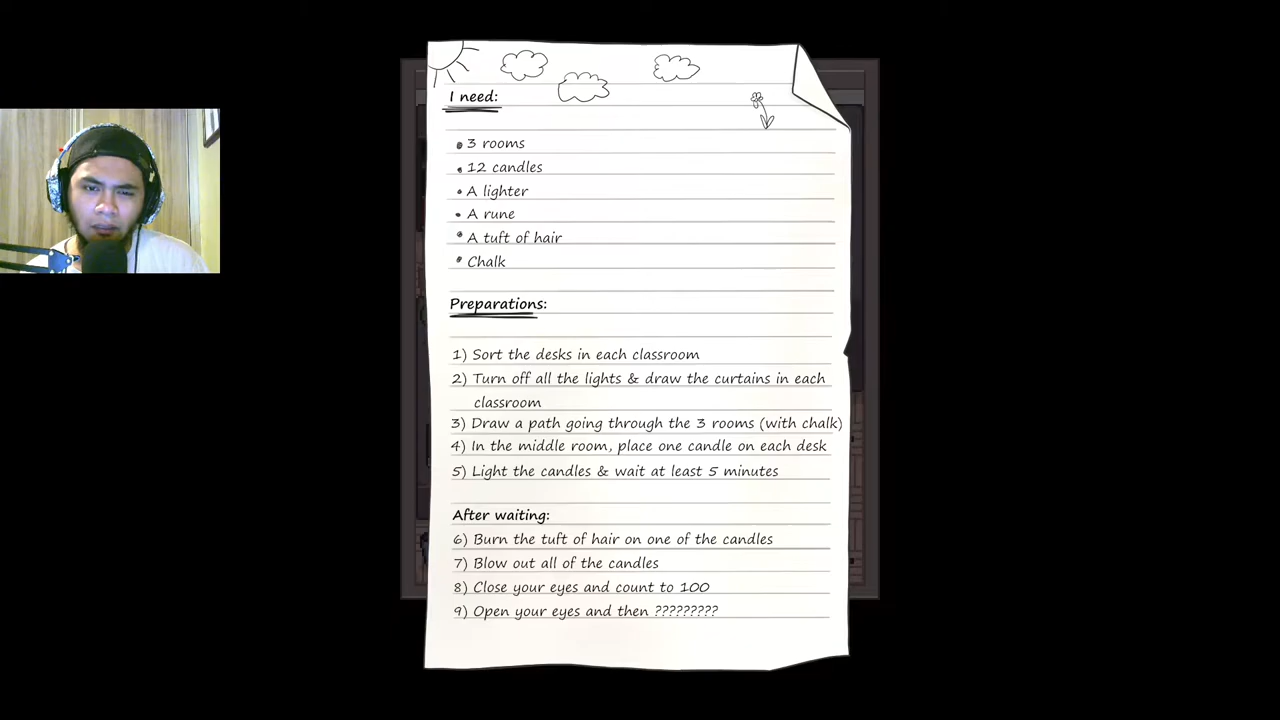 I need:
3 rooms
12 candles
A lighter
A rune
A tuft of hair
Chalk
Preparations:
1) Sort the desks in each classroom
2) Turn off all the lights & draw the curtains in each
classroom
3) Draw a path going through the 3 rooms (with chalk)
4) In the middle room, place one candle on each desk
5) Light the candles & wait at least 5 minutes
After waiting:
6) Burn the tuft of hair on one of the candles
7) Blow out all of the candles
8) Close your eyes and count to 100
9) Open your eyes and then ?????????